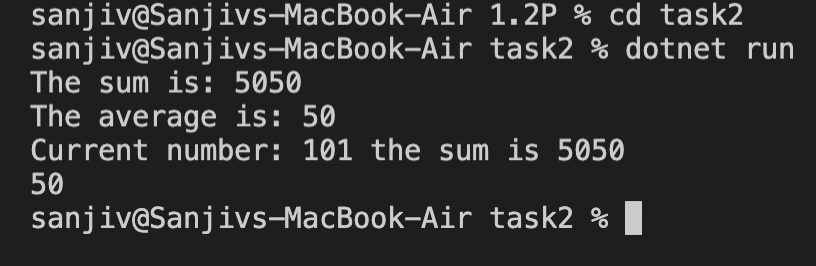 sanjiv@Sanjivs-MacBook-Air 1.2P % cd task2
sanjiv@Sanjivs-MacBook-Air task2 % dotnet run
The sum is: 5050
The average is: 50
Current number: 101 the sum is 5050
50
sanjiv@Sanjivs-MacBook-Air task2 %